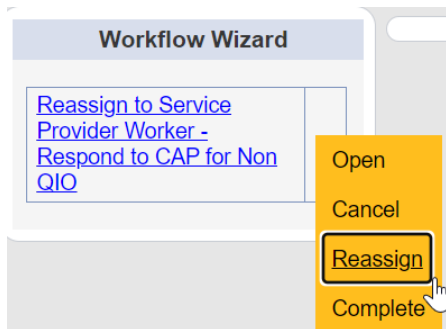 Workflow Wizard
Reassign to Service
Provider Worker -
Respond to CAP for Non
QIO
Open
Cancel
Reassign
Complete